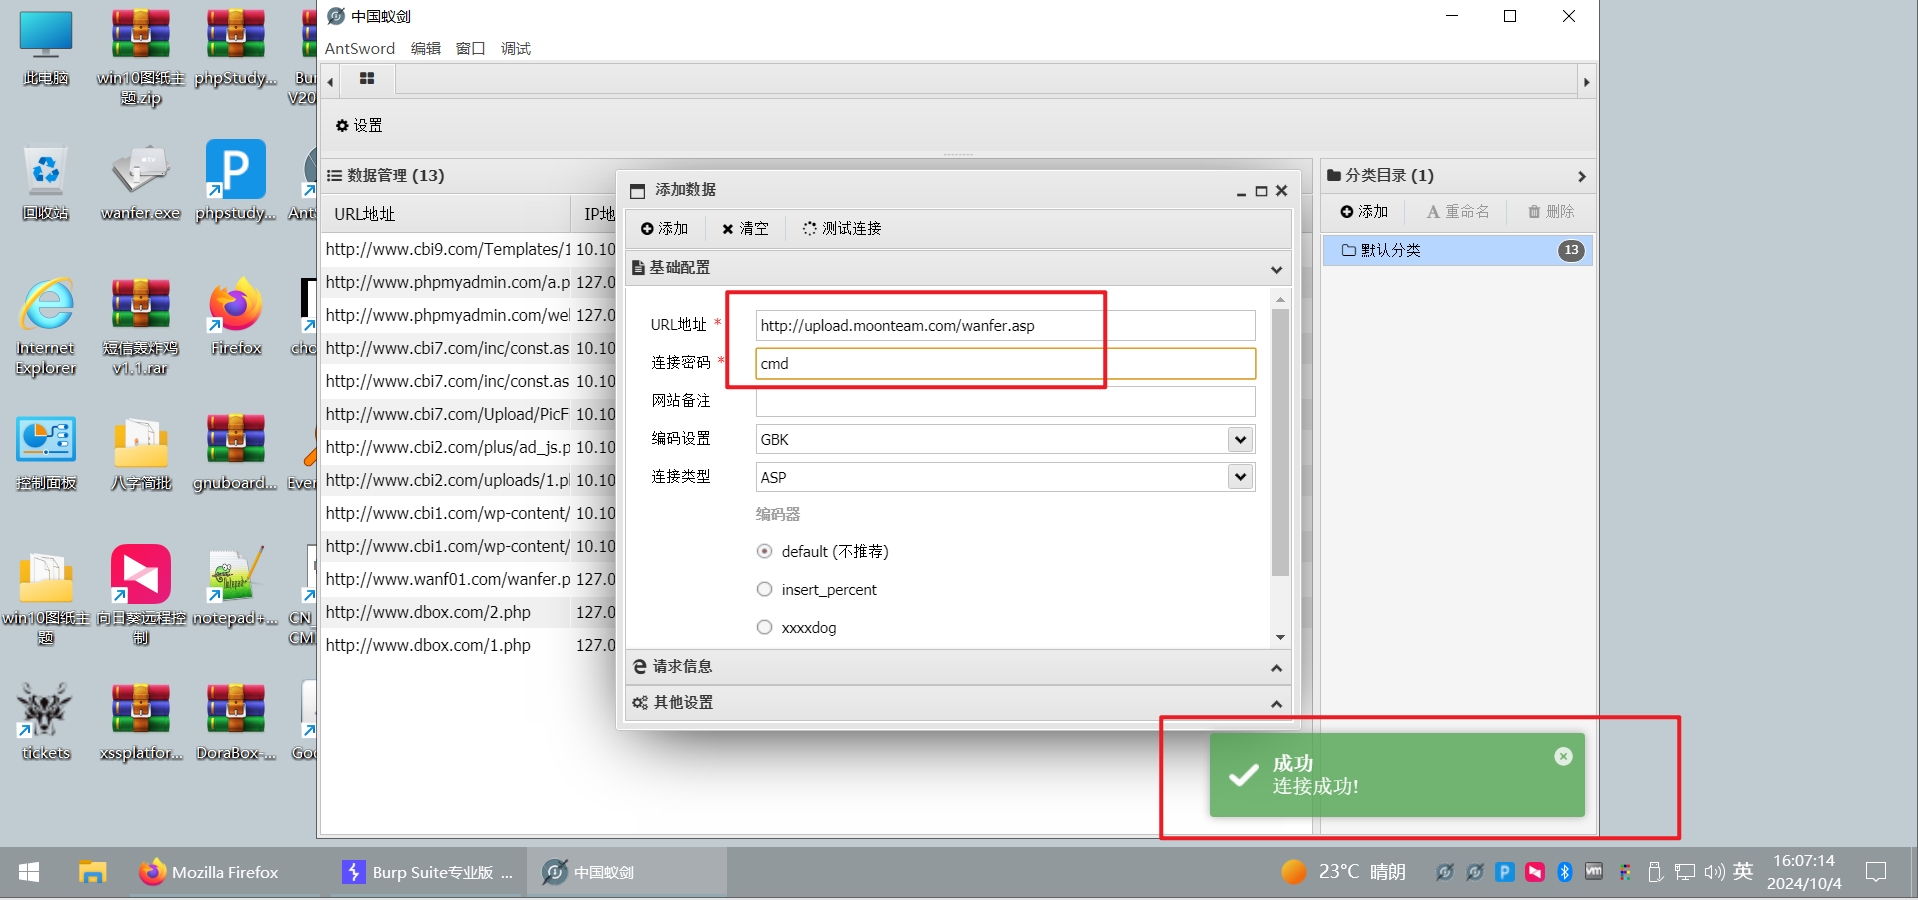 此电脑
win10图纸主
题.zip
phpStudy...
Bu
V20
回收站
wanfer.exe
phpstudy...
Ant
Internet
Explorer
短信轰炸鸡
v1.1.rar
Firefox
cho
控制面板
八字简批
gnuboard...
Ever
win10图纸主
题
向日葵远程控
制
notepad+...
CN_
CM_
tickets
xssplatfor...
DoraBox-...
Goo
中国蚁剑
AntSword 编辑 窗口 调试
设置
数据管理 (13)
URL地址 IP地
http://www.cbi9.com/Templates/1 10.10
http://www.phpmyadmin.com/a.p 127.0
http://www.phpmyadmin.com/wel 127.0
http://www.cbi7.com/inc/const.as 10.10
http://www.cbi7.com/inc/const.as 10.10
http://www.cbi7.com/Upload/PicF 10.10
http://www.cbi2.com/plus/ad_js.p 10.10
http://www.cbi2.com/uploads/1.pl 10.10
http://www.cbi1.com/wp-content/ 10.10
http://www.cbi1.com/wp-content/ 10.10
http://www.wanf01.com/wanfer.p 127.0
http://www.dbox.com/2.php 127.0
http://www.dbox.com/1.php 127.0
添加数据
添加 清空 测试连接
基础配置
URL地址 * http://upload.moonteam.com/wanfer.asp
连接密码 * cmd
网站备注
编码设置 GBK
连接类型 ASP
编码器
default (不推荐)
insert_percent
xxxxdog
请求信息
其他设置
分类目录 (1)
添加 重命名 删除
默认分类 13
成功
连接成功!
Mozilla Firefox
Burp Suite专业版 ...
中国蚁剑
23°C 晴朗
英
16:07:14
2024/10/4